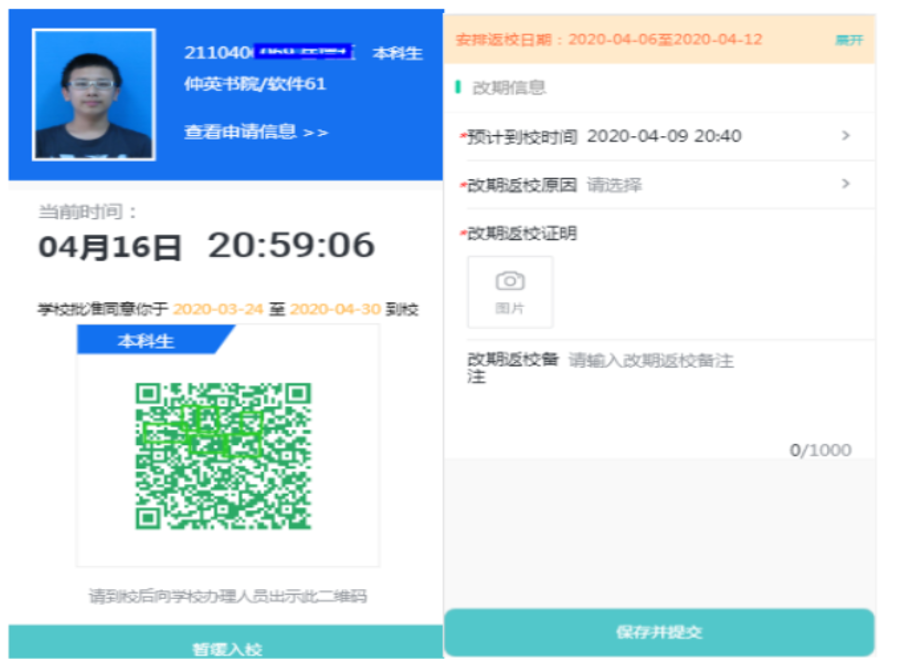 211040
本科生
仲英书院/软件61
查看申请信息 >>
当前时间：
04月16日 20:59:06
学校批准同意你于 2020-03-24 至 2020-04-30 到校
本科生
请到校后向学校办理人员出示此二维码
暂缓入校
安排返校日期：2020-04-06至2020-04-12 展开
改期信息
*预计到校时间 2020-04-09 20:40 >
*改期返校原因 请选择 >
*改期返校证明
图片
改期返校备 请输入改期返校备注
注
0/1000
保存并提交